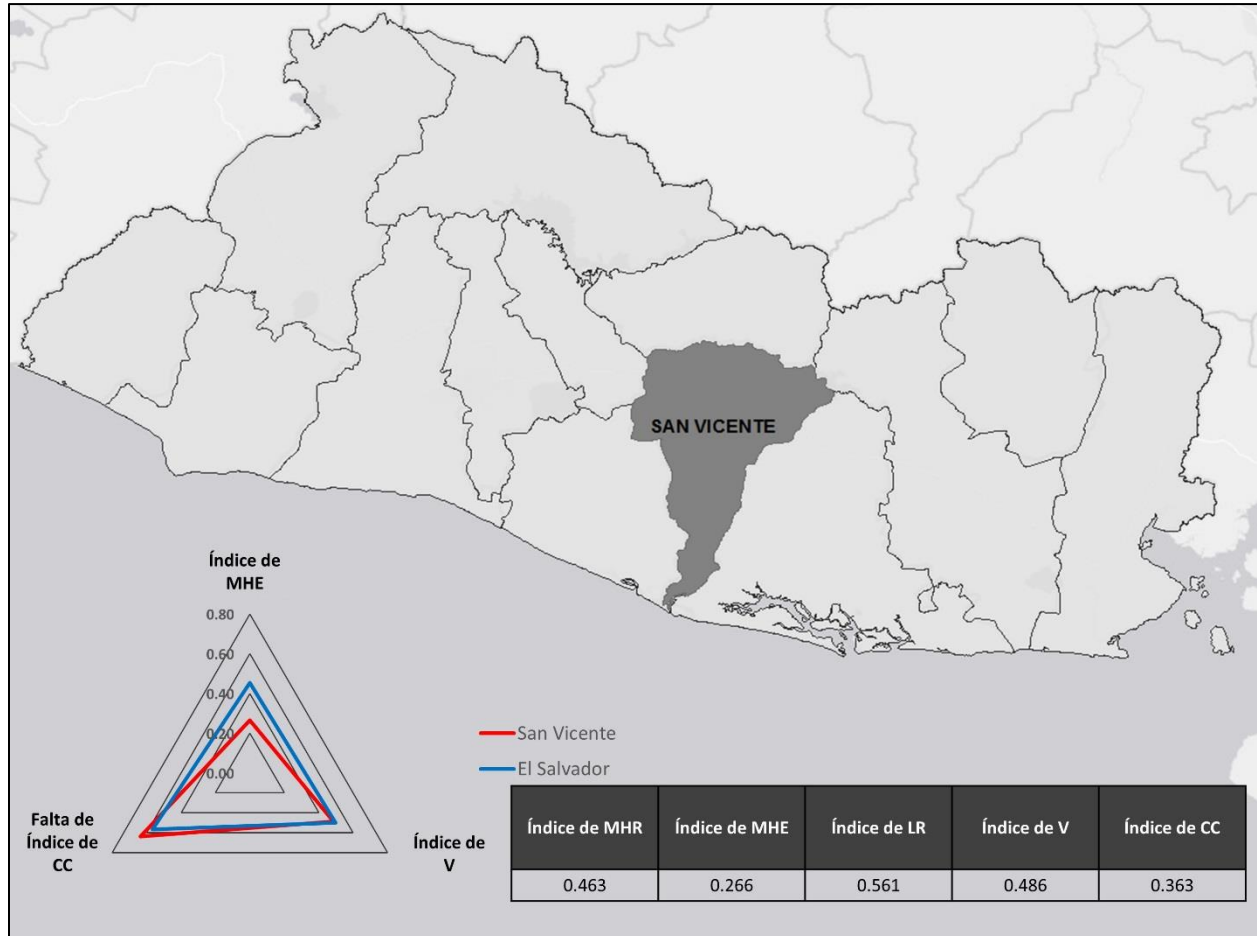 SAN VICENTE
Índice de
MHE
0.80
0.60
0.40
0.20
0.00
Falta de
Índice de
CC
Índice de
V
San Vicente
El Salvador
Índice de MHR Índice de MHE Índice de LR Índice de V Índice de CC
0.463 0.266 0.561 0.486 0.363